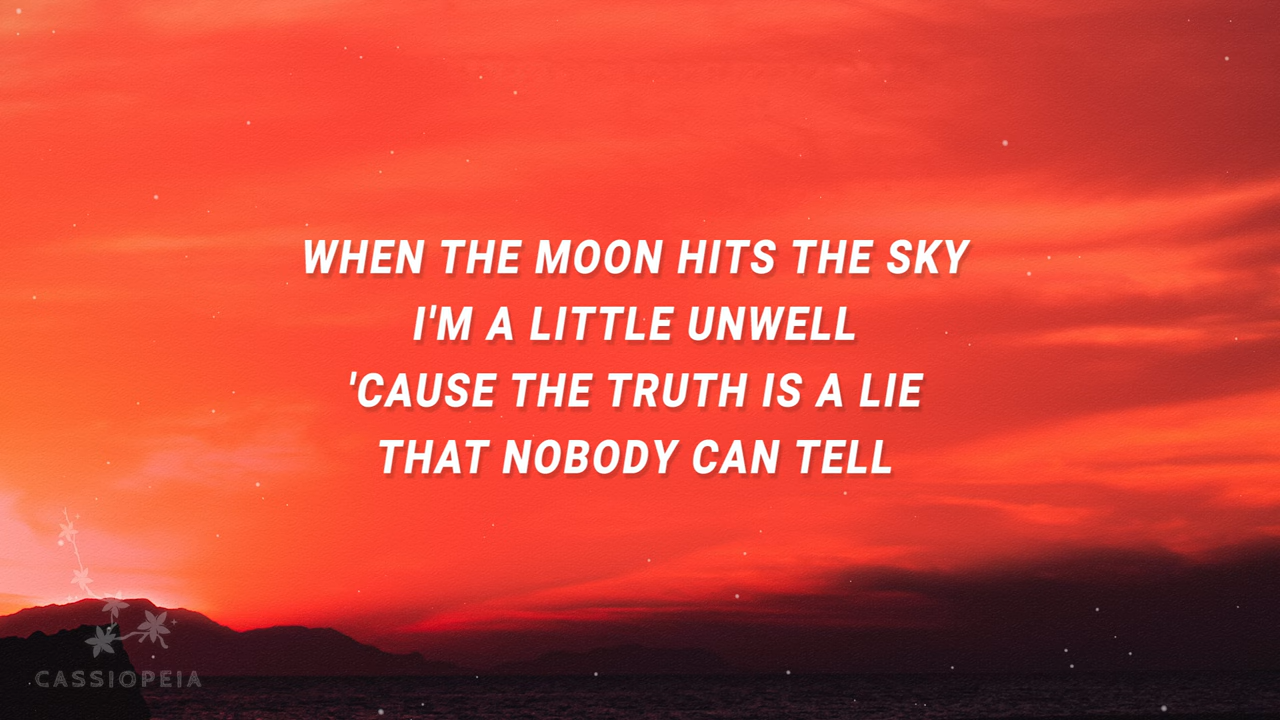 WHEN THE MOON HITS THE SKY
I'M A LITTLE UNWELL
'CAUSE THE TRUTH IS A LIE
THAT NOBODY CAN TELL
CASSIOPEIA